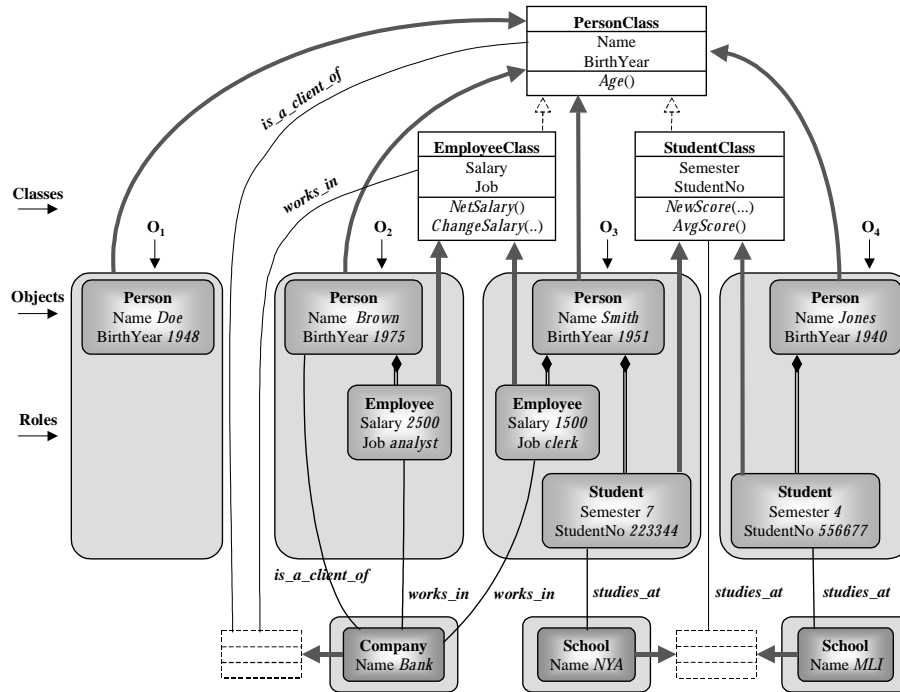 PersonClass
Name
BirthYear
Age()
is_a_client_of
EmployeeClass
Salary
Job
NetSalary()
ChangeSalary(..)
StudentClass
Semester
StudentNo
NewScore(...)
AvgScore()
works_in
Classes
O1
O2
O3
O4
Objects
Person
Name Doe
BirthYear 1948
Person
Name Brown
BirthYear 1975
Person
Name Smith
BirthYear 1951
Person
Name Jones
BirthYear 1940
Roles
Employee
Salary 2500
Job analyst
Employee
Salary 1500
Job clerk
Student
Semester 7
StudentNo 223344
Student
Semester 4
StudentNo 556677
is_a_client_of
works_in
works_in
studies_at
studies_at
studies_at
Company
Name Bank
School
Name NYA
School
Name MLI